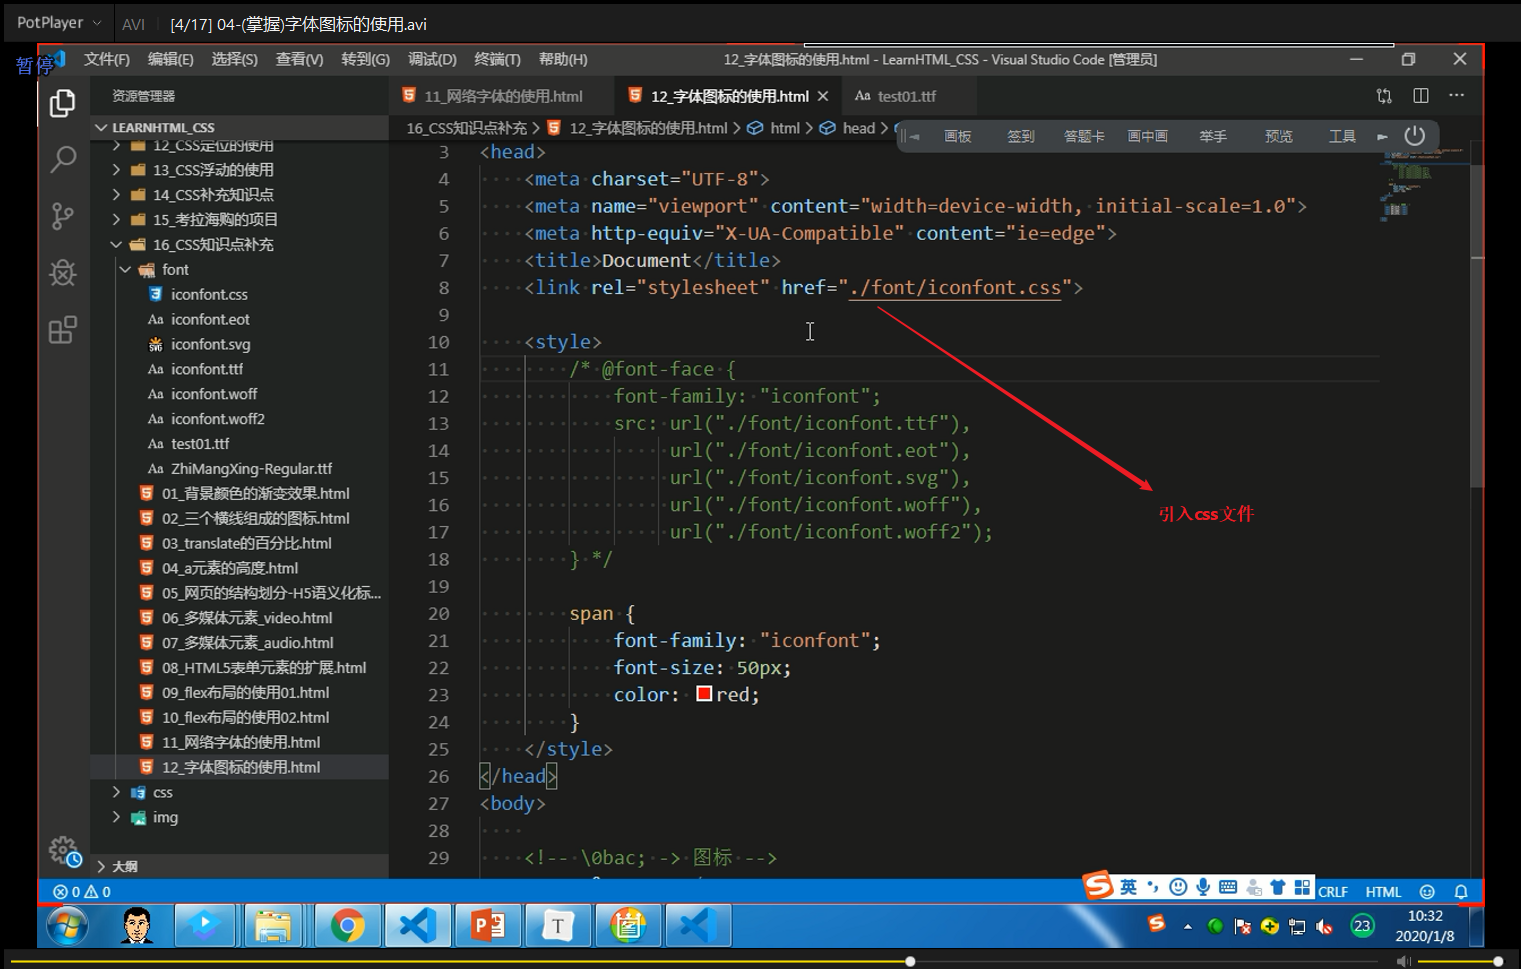 PotPlayer AVI [4/17] 04-(掌握)字体图标的使用.avi
暂停
文件(F) 编辑(E) 选择(S) 查看(V) 转到(G) 调试(D) 终端(T) 帮助(H) 12_字体图标的使用.html - LearnHTML_CSS - Visual Studio Code [管理员]
资源管理器
11_网络字体的使用.html 12_字体图标的使用.html Aa test01.ttf
LEARNHTML_CSS
16_CSS知识点补充 > 12_字体图标的使用.html > html > head >
画板 签到 答题卡 画中画 举手 预览 工具
12_CSS定位的使用
13_CSS浮动的使用
14_CSS补充知识点
15_考拉海购的项目
16_CSS知识点补充
font
iconfont.css
Aa iconfont.eot
iconfont.svg
Aa iconfont.ttf
Aa iconfont.woff
Aa iconfont.woff2
Aa test01.ttf
Aa ZhiMangXing-Regular.ttf
01_背景颜色的渐变效果.html
02_三个横线组成的图标.html
03_translate的百分比.html
04_a元素的高度.html
05_网页的结构划分-H5语义化标...
06_多媒体元素_video.html
07_多媒体元素_audio.html
08_HTML5表单元素的扩展.html
09_flex布局的使用01.html
10_flex布局的使用02.html
11_网络字体的使用.html
12_字体图标的使用.html
css
img
大纲
3 <head>
4 <meta charset="UTF-8">
5 <meta name="viewport" content="width=device-width, initial-scale=1.0">
6 <meta http-equiv="X-UA-Compatible" content="ie=edge">
7 <title>Document</title>
8 <link rel="stylesheet" href="./font/iconfont.css">
9
10 <style>
11 /* @font-face {
12 font-family: "iconfont";
13 src: url("./font/iconfont.ttf"),
14 url("./font/iconfont.eot"),
15 url("./font/iconfont.svg"),
16 url("./font/iconfont.woff"),
17 url("./font/iconfont.woff2");
18 } */
19
20 span {
21 font-family: "iconfont";
22 font-size: 50px;
23 color: red;
24 }
25 </style>
26 </head>
27 <body>
28
29 <!-- \0bac; -> 图标 -->
引入css文件
0 0 英 CRLF HTML
T 23 10:32
2020/1/8